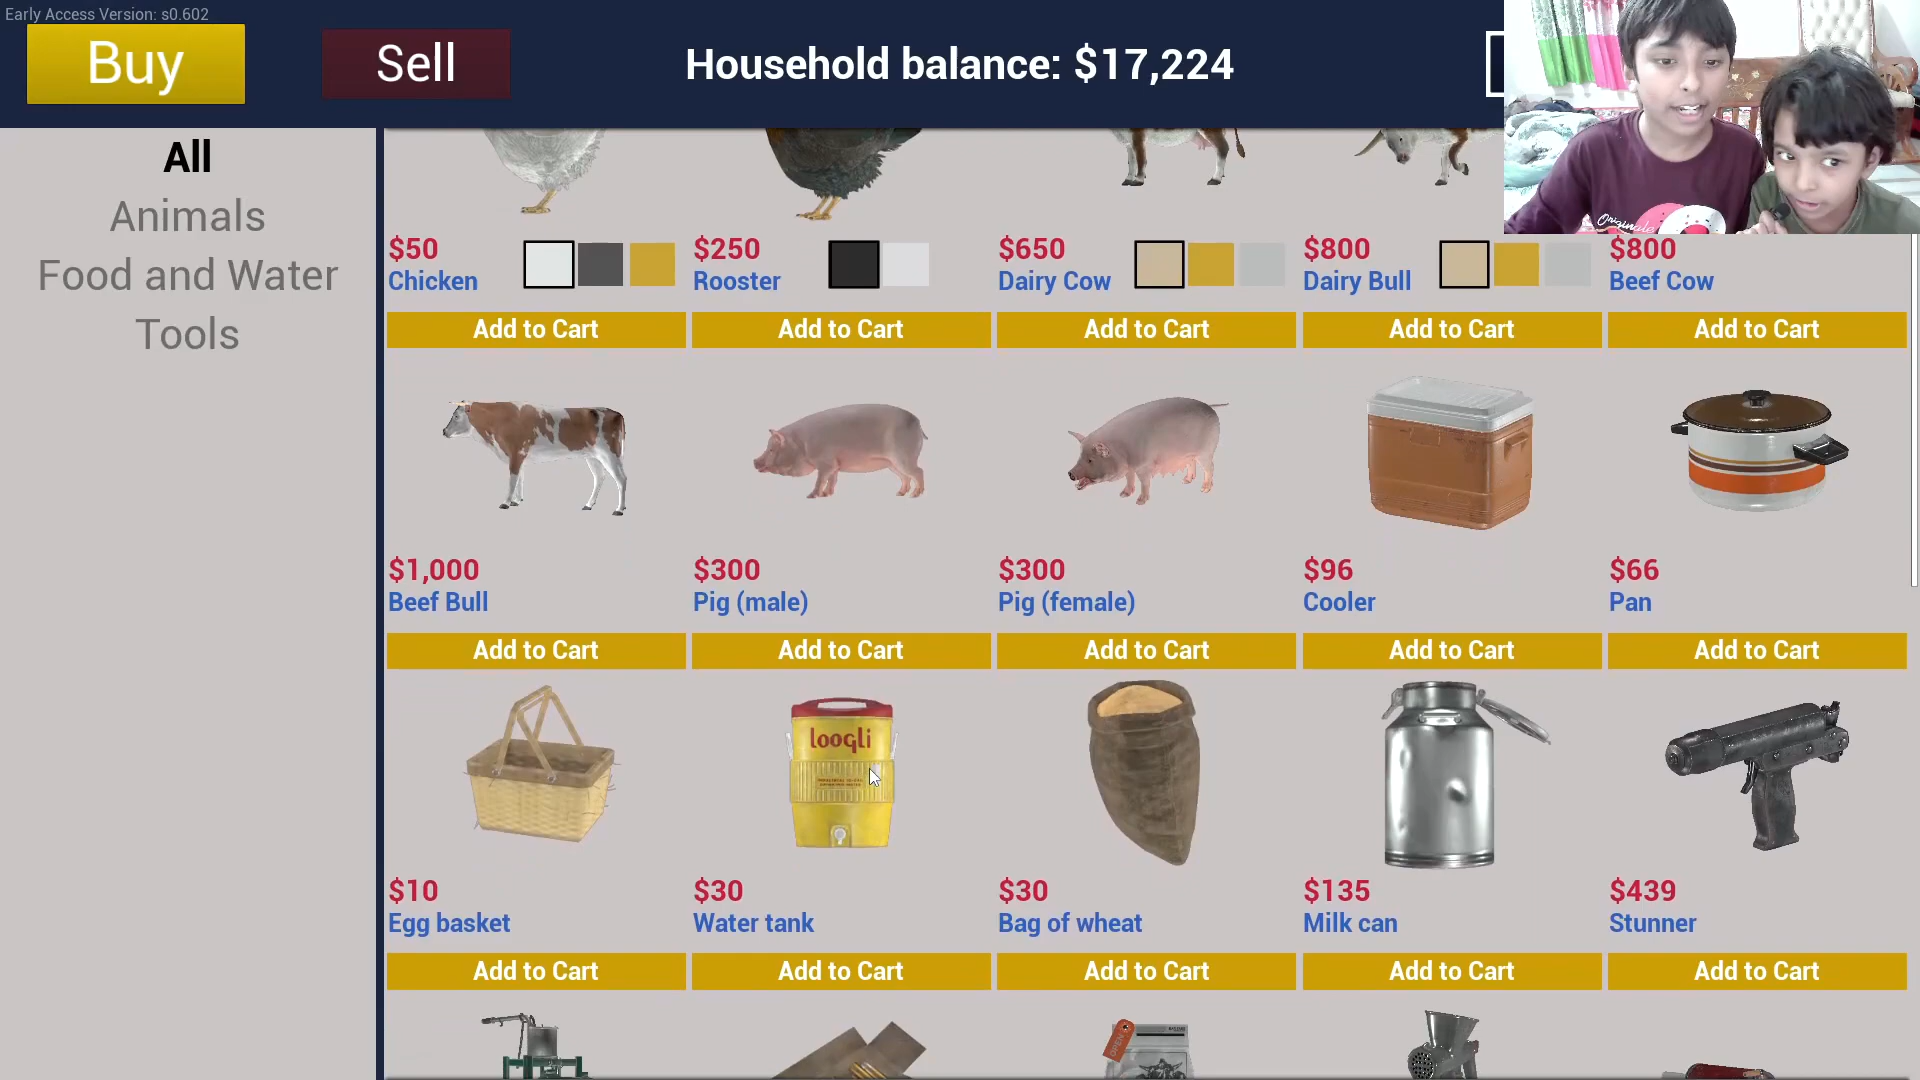 Early Access Version: s0.602
Buy
Sell
Household balance: $17,224
All
Animals
Food and Water
Tools
$50
Chicken
$250
Rooster
$650
Dairy Cow
$800
Dairy Bull
$800
Beef Cow
Add to Cart
Add to Cart
Add to Cart
Add to Cart
Add to Cart
$1,000
Beef Bull
$300
Pig (male)
$300
Pig (female)
$96
Cooler
$66
Pan
Add to Cart
Add to Cart
Add to Cart
Add to Cart
Add to Cart
loogli
$10
Egg basket
$30
Water tank
$30
Bag of wheat
$135
Milk can
$439
Stunner
Add to Cart
Add to Cart
Add to Cart
Add to Cart
Add to Cart
OPEN
Originale